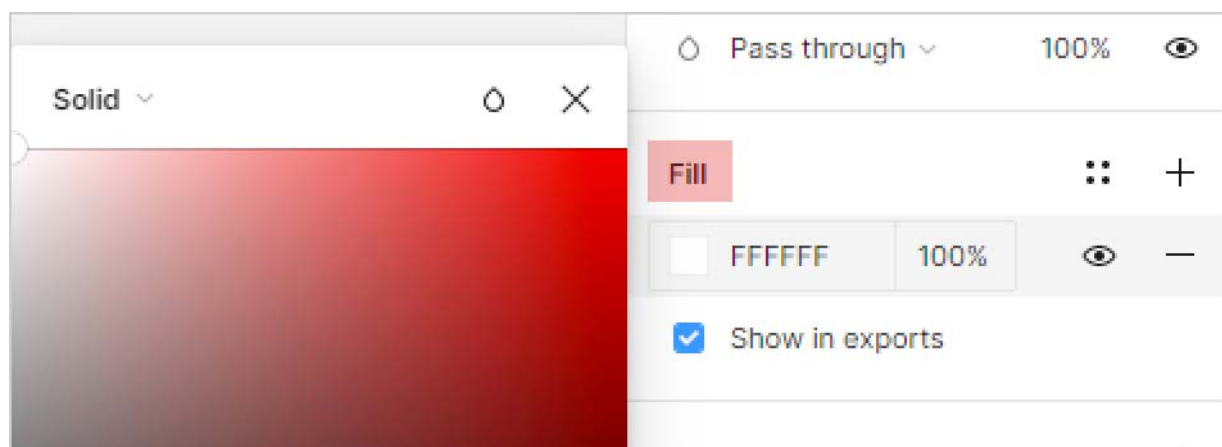 Pass through 100%
Solid
Fill
FFFFFF 100%
Show in exports